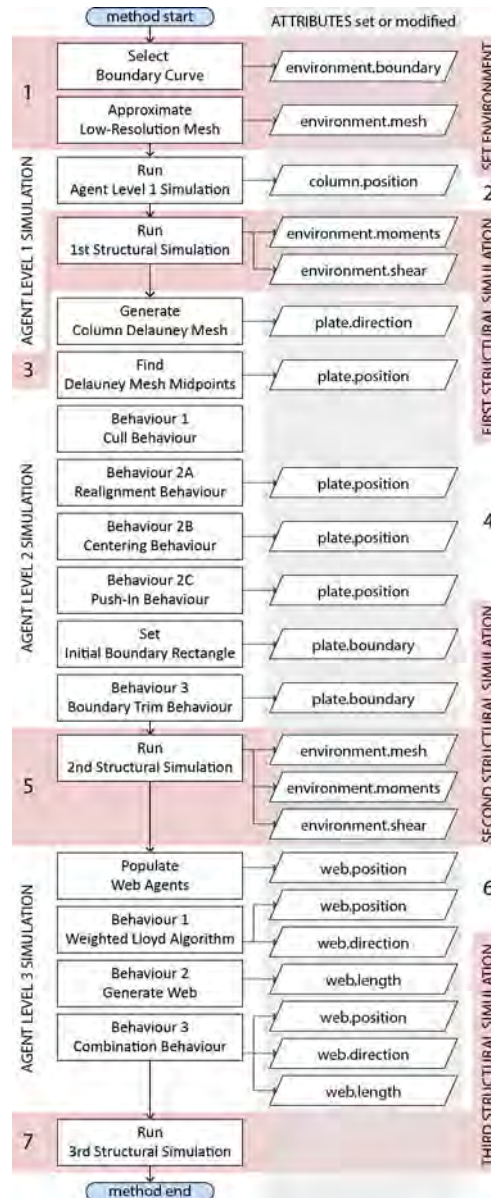 method start
ATTRIBUTES set or modified
1
SET ENVIRONMENT
Select
Boundary Curve
environment.boundary
Approximate
Low-Resolution Mesh
environment.mesh
AGENT LEVEL 1 SIMULATION
2
Run
Agent Level 1 Simulation
column.position
3
FIRST STRUCTURAL SIMULATION
Run
1st Structural Simulation
environment.moments
environment.shear
Generate
Column Delauney Mesh
plate.direction
Find
Delauney Mesh Midpoints
plate.position
AGENT LEVEL 2 SIMULATION
4
Behaviour 1
Cull Behaviour
Behaviour 2A
Realignment Behaviour
plate.position
Behaviour 2B
Centering Behaviour
plate.position
Behaviour 2C
Push-In Behaviour
plate.position
Set
Initial Boundary Rectangle
plate.boundary
Behaviour 3
Boundary Trim Behaviour
plate.boundary
5
SECOND STRUCTURAL SIMULATION
Run
2nd Structural Simulation
environment.mesh
environment.moments
environment.shear
AGENT LEVEL 3 SIMULATION
6
Populate
Web Agents
web.position
Behaviour 1
Weighted Lloyd Algorithm
web.position
web.direction
Behaviour 2
Generate Web
web.length
Behaviour 3
Combination Behaviour
web.position
web.direction
web.length
7
THIRD STRUCTURAL SIMULATION
Run
3rd Structural Simulation
method end